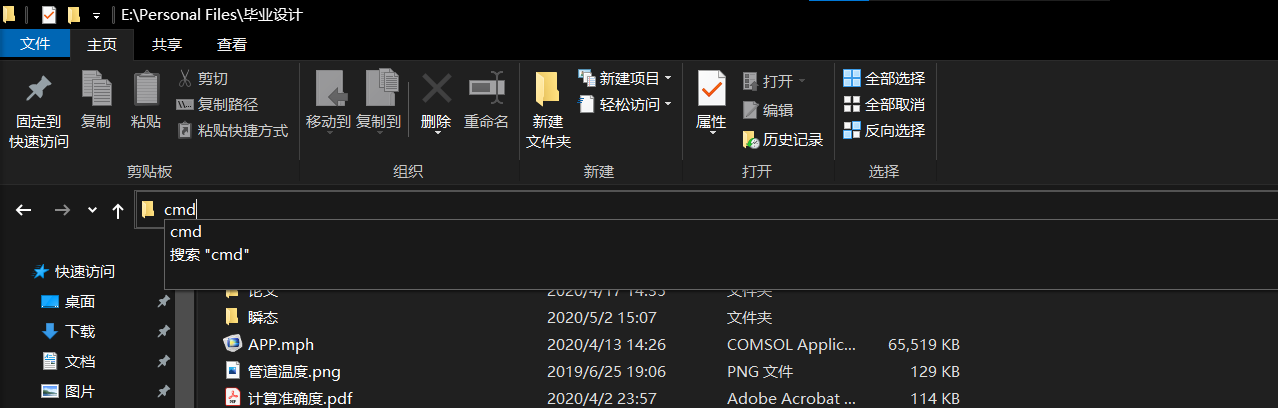 E:\Personal Files\毕业设计
文件 主页 共享 查看
固定到快速访问
复制
粘贴
剪切
复制路径
粘贴快捷方式
剪贴板
移动到 复制到 删除 重命名
组织
新建文件夹
新建项目
轻松访问
新建
属性
打开
编辑
历史记录
打开
全部选择
全部取消
反向选择
选择
cmd
cmd
搜索 "cmd"
快速访问
桌面
下载
文档
图片
论文 2020/4/17 14:35 文件夹
瞬态 2020/5/2 15:07 文件夹
APP.mph 2020/4/13 14:26 COMSOL Applic... 65,519 KB
管道温度.png 2019/6/25 19:06 PNG 文件 129 KB
计算准确度.pdf 2020/4/2 23:57 Adobe Acrobat ... 114 KB